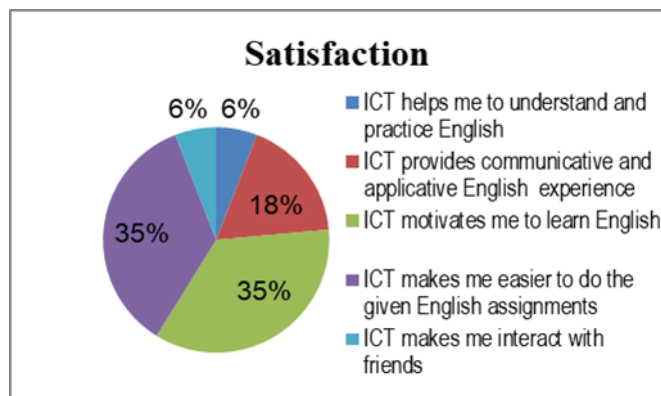 Satisfaction
6% 6%
18%
35%
35%
ICT helps me to understand and
practice English
ICT provides communicative and
applicative English experience
ICT motivates me to learn English
ICT makes me easier to do the
given English assignments
ICT makes me interact with
friends